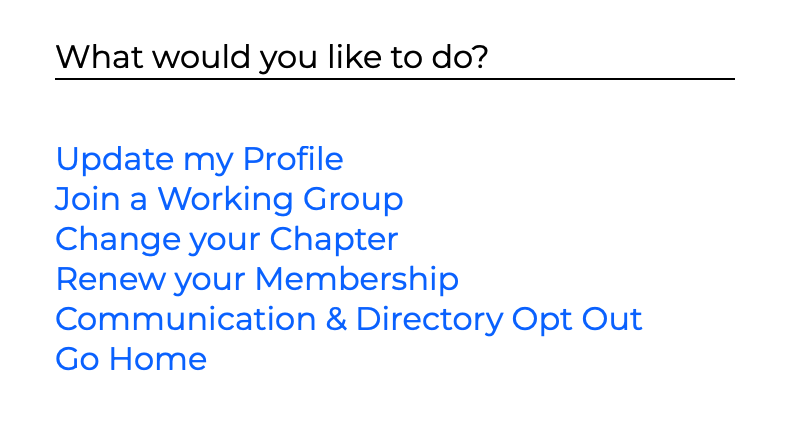 What would you like to do?
Update my Profile
Join a Working Group
Change your Chapter
Renew your Membership
Communication & Directory Opt Out
Go Home